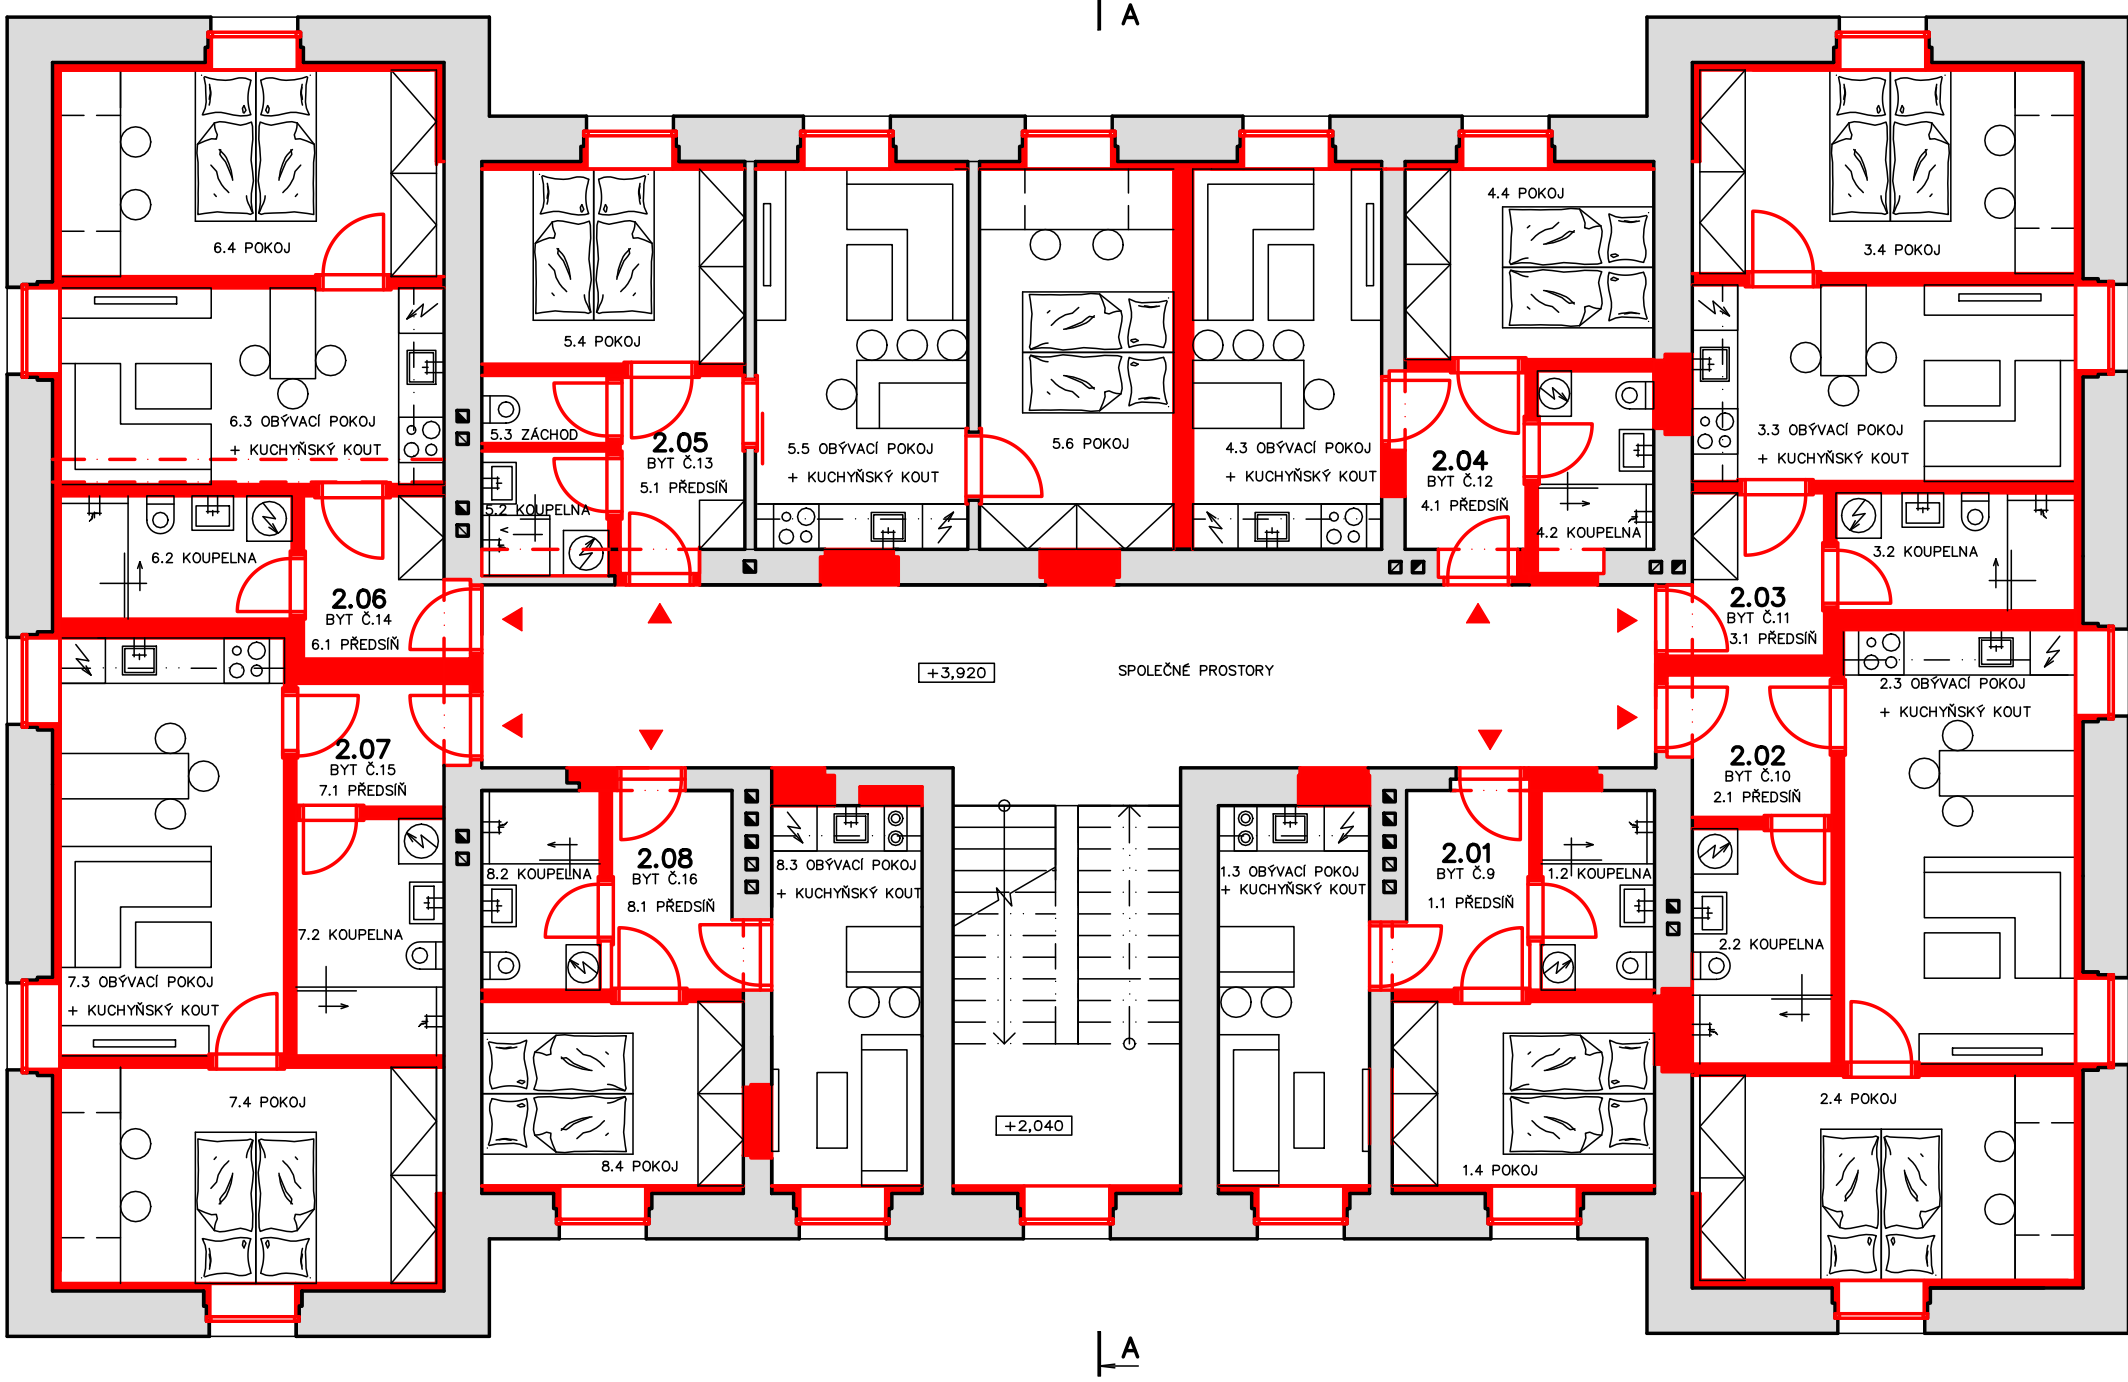 A
6.4 POKOJ
5.4 POKOJ
4.4 POKOJ
3.4 POKOJ
6.3 OBÝVACÍ POKOJ
+ KUCHYŇSKÝ KOUT
5.3 ZÁCHOD
2.05
BYT Č.13
5.1 PŘEDSÍŇ
5.2 KOUPELNA
5.5 OBÝVACÍ POKOJ
+ KUCHYŇSKÝ KOUT
5.6 POKOJ
4.3 OBÝVACÍ POKOJ
+ KUCHYŇSKÝ KOUT
2.04
BYT Č.12
4.1 PŘEDSÍŇ
4.2 KOUPELNA
3.3 OBÝVACÍ POKOJ
+ KUCHYŇSKÝ KOUT
6.2 KOUPELNA
2.06
BYT Č.14
6.1 PŘEDSÍŇ
3.2 KOUPELNA
2.03
BYT Č.11
3.1 PŘEDSÍŇ
+3,920
SPOLEČNÉ PROSTORY
2.3 OBÝVACÍ POKOJ
+ KUCHYŇSKÝ KOUT
2.07
BYT Č.15
7.1 PŘEDSÍŇ
2.02
BYT Č.10
2.1 PŘEDSÍŇ
8.2 KOUPELNA
2.08
BYT Č.16
8.1 PŘEDSÍŇ
8.3 OBÝVACÍ POKOJ
+ KUCHYŇSKÝ KOUT
1.3 OBÝVACÍ POKOJ
+ KUCHYŇSKÝ KOUT
2.01
BYT Č.9
1.1 PŘEDSÍŇ
1.2 KOUPELNA
7.2 KOUPELNA
2.2 KOUPELNA
7.3 OBÝVACÍ POKOJ
+ KUCHYŇSKÝ KOUT
7.4 POKOJ
2.4 POKOJ
+2,040
8.4 POKOJ
1.4 POKOJ
A